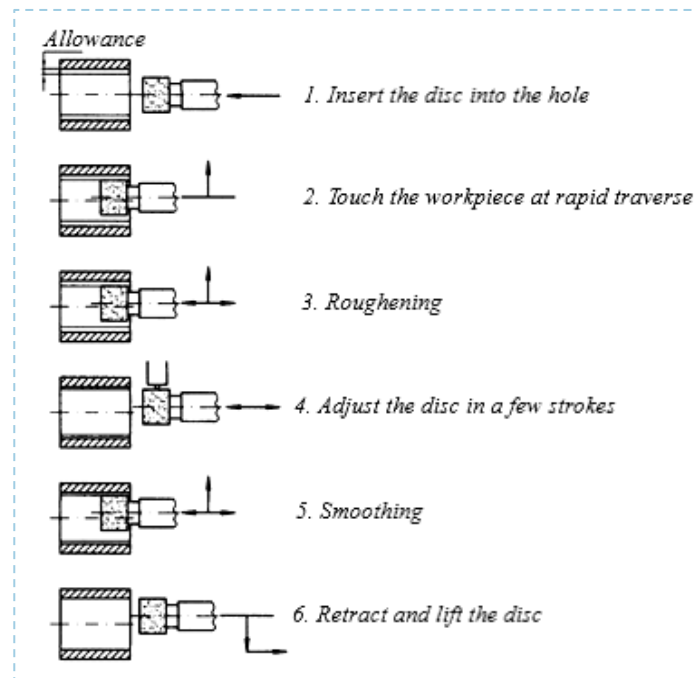 Allowance
1. Insert the disc into the hole
2. Touch the workpiece at rapid traverse
3. Roughening
4. Adjust the disc in a few strokes
5. Smoothing
6. Retract and lift the disc